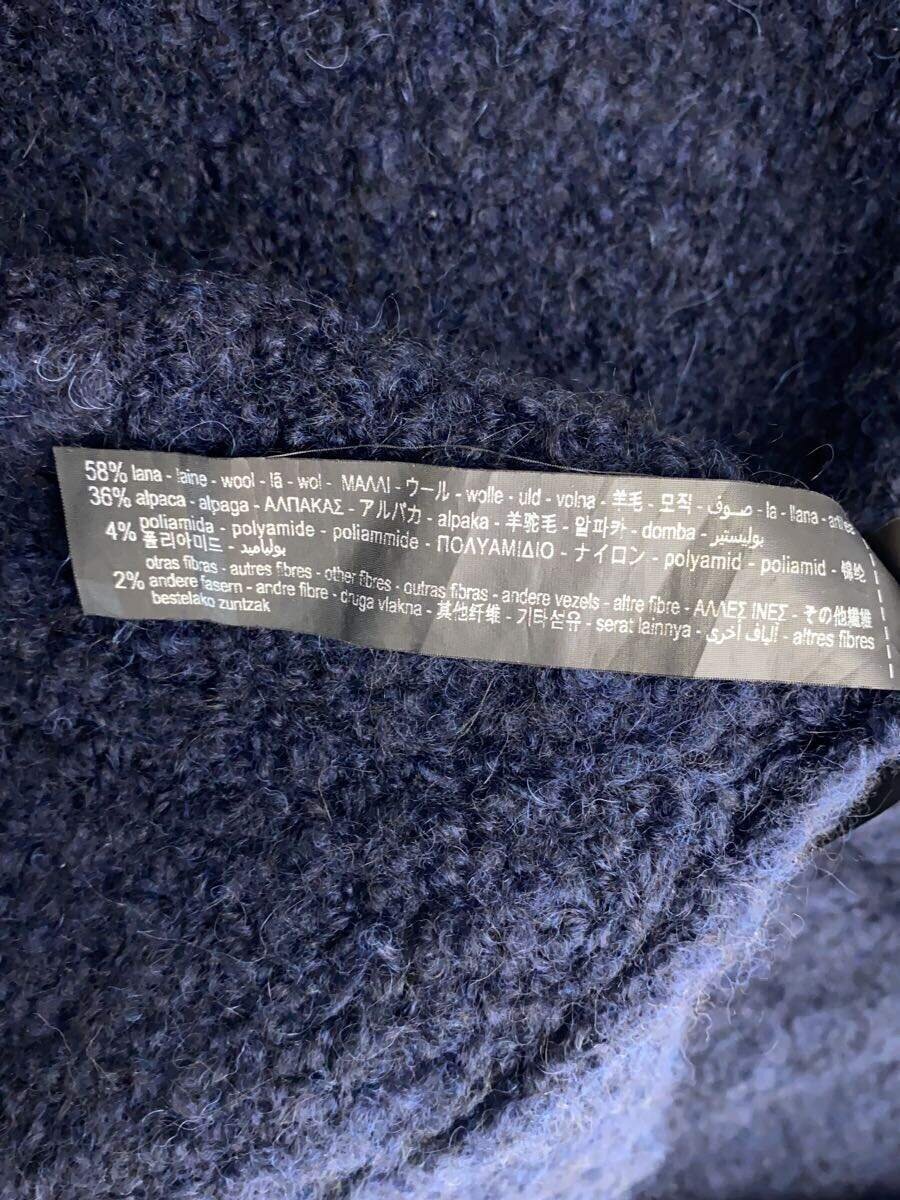 58% lana - laine - wool - lã - wol - ΜΑΛΛΙ - ウール - wolle - uld - volna - 羊毛 - 모직 - صوف - la - llana -
36% alpaca - alpaga - ΑΛΠΑΚΑΣ - アルパカ - alpaka - 羊驼毛 - 알파카 - domba - بوليستير
4% poliamida - polyamide - poliammide - ΠΟΛΥΑΜΙΔΙΟ - ナイロン - polyamid - poliamid - 锦纶
폴리아미드 - بولياميد
otras fibras - autres fibres - other fibres - outras fibras - andere vezels - altre fibre - ΑΛΛΕΣ ΙΝΕΣ - その他繊維
2% andere fasern - andre fibre - druga vlakna - 其他纤维 - 기타섬유 - serat lainnya - ألياف أخرى - altres fibres
bestelako zuntzak